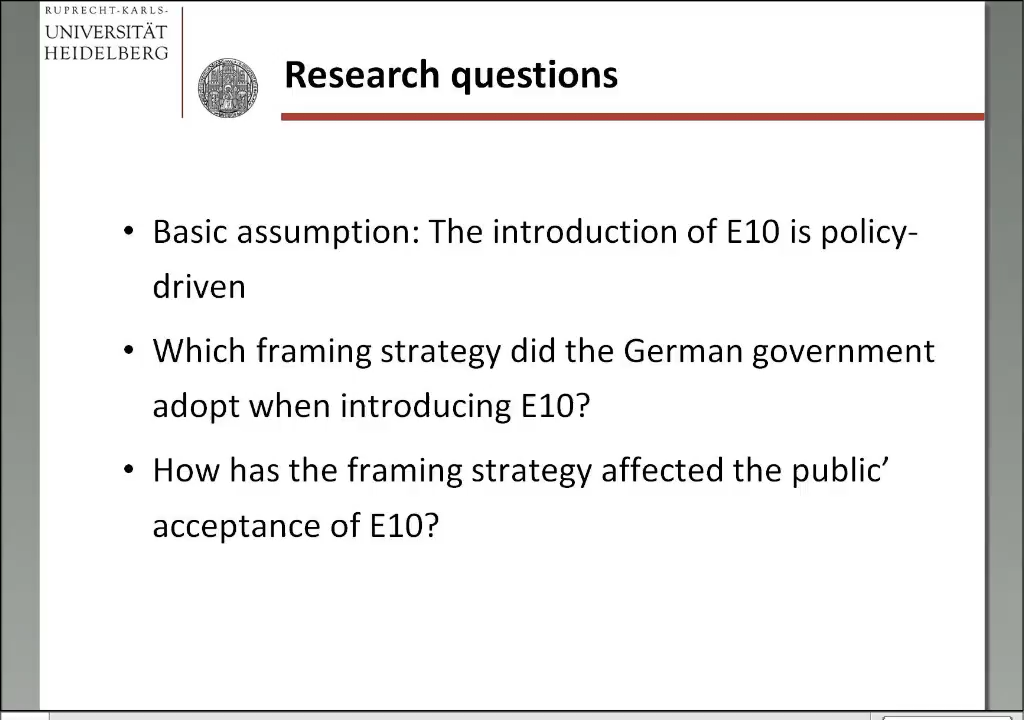 RUPRECHT-KARLS-
UNIVERSITÄT
HEIDELBERG
Research questions
• Basic assumption: The introduction of E10 is policy-
driven
• Which framing strategy did the German government
adopt when introducing E10?
• How has the framing strategy affected the public’
acceptance of E10?